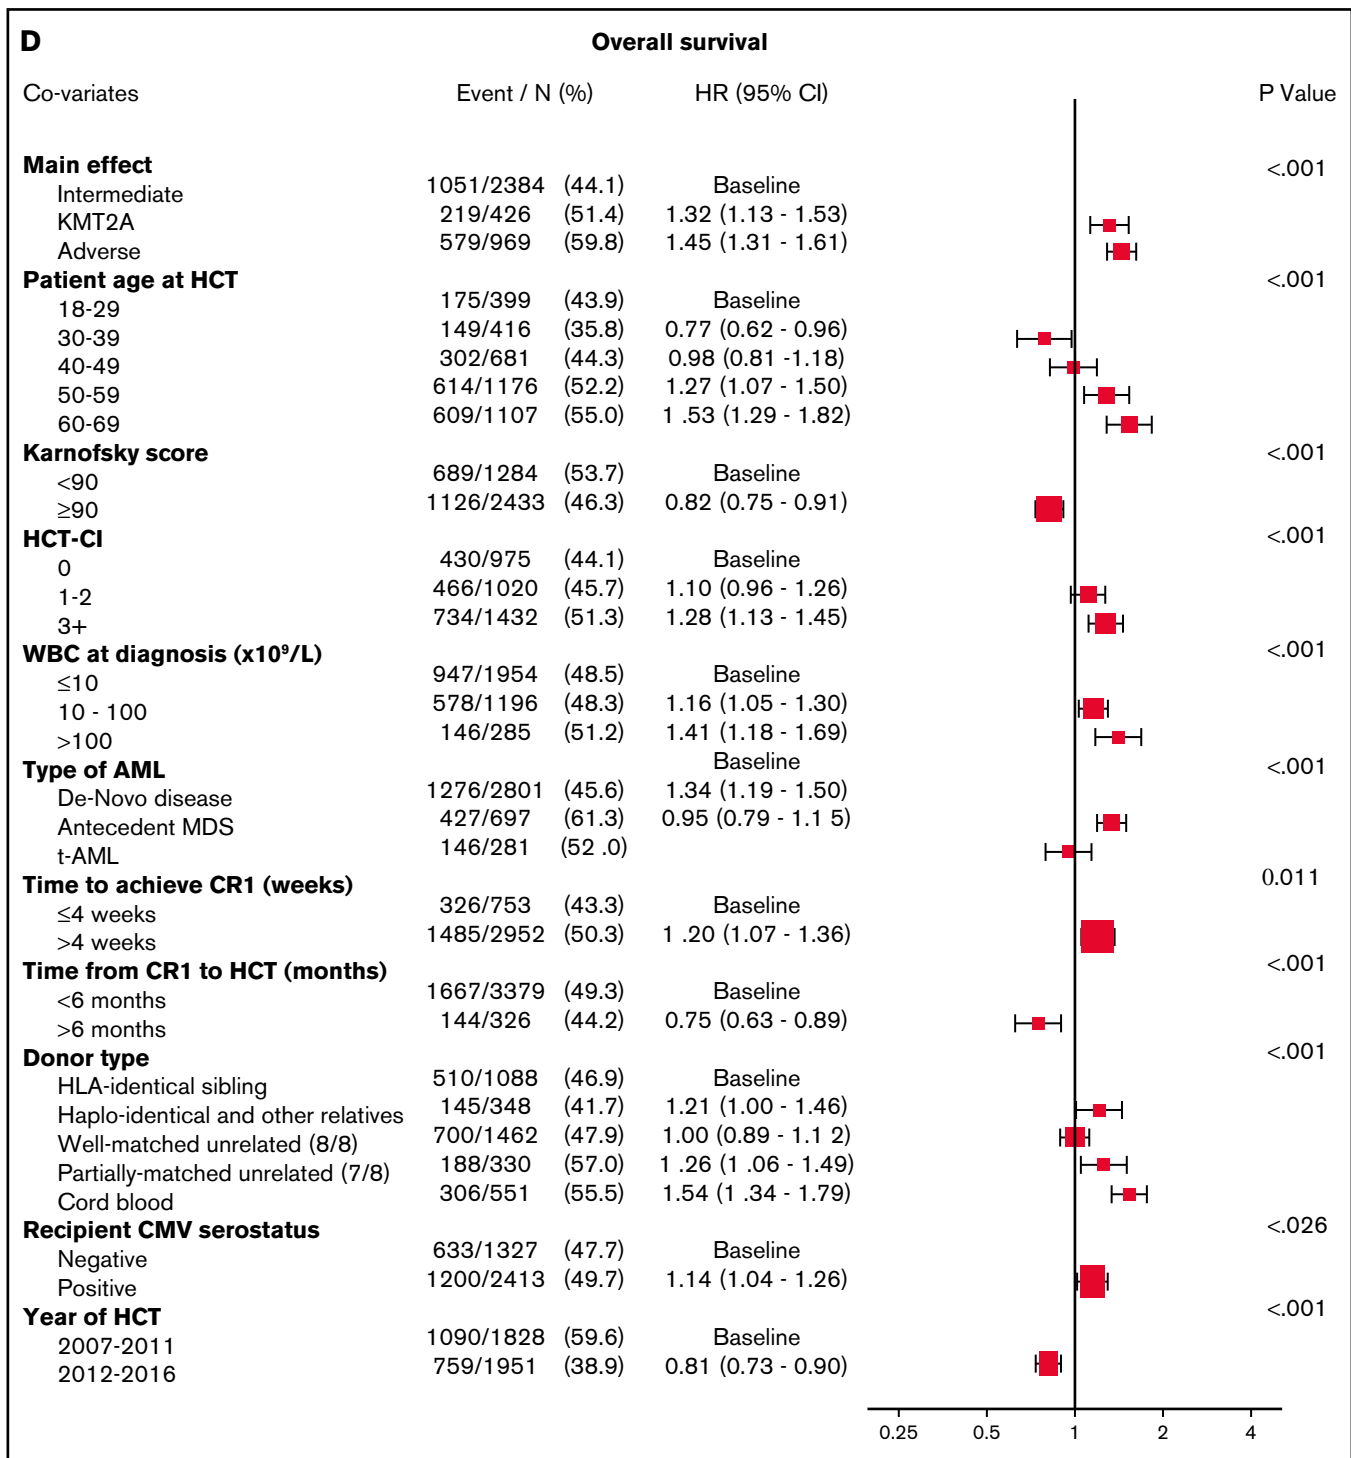 D Overall survival
Co-variates Event / N (%) HR (95% CI) P Value
Main effect <.001
Intermediate 1051/2384 (44.1) Baseline
KMT2A 219/426 (51.4) 1.32 (1.13 - 1.53)
Adverse 579/969 (59.8) 1.45 (1.31 - 1.61)
Patient age at HCT <.001
18-29 175/399 (43.9) Baseline
30-39 149/416 (35.8) 0.77 (0.62 - 0.96)
40-49 302/681 (44.3) 0.98 (0.81 -1.18)
50-59 614/1176 (52.2) 1.27 (1.07 - 1.50)
60-69 609/1107 (55.0) 1 .53 (1.29 - 1.82)
Karnofsky score <.001
<90 689/1284 (53.7) Baseline
≥90 1126/2433 (46.3) 0.82 (0.75 - 0.91)
HCT-CI <.001
0 430/975 (44.1) Baseline
1-2 466/1020 (45.7) 1.10 (0.96 - 1.26)
3+ 734/1432 (51.3) 1.28 (1.13 - 1.45)
WBC at diagnosis (x10⁹/L) <.001
≤10 947/1954 (48.5) Baseline
10 - 100 578/1196 (48.3) 1.16 (1.05 - 1.30)
>100 146/285 (51.2) 1.41 (1.18 - 1.69)
Type of AML Baseline <.001
De-Novo disease 1276/2801 (45.6) 1.34 (1.19 - 1.50)
Antecedent MDS 427/697 (61.3) 0.95 (0.79 - 1.1 5)
t-AML 146/281 (52 .0)
Time to achieve CR1 (weeks) 0.011
≤4 weeks 326/753 (43.3) Baseline
>4 weeks 1485/2952 (50.3) 1 .20 (1.07 - 1.36)
Time from CR1 to HCT (months) <.001
<6 months 1667/3379 (49.3) Baseline
>6 months 144/326 (44.2) 0.75 (0.63 - 0.89)
Donor type <.001
HLA-identical sibling 510/1088 (46.9) Baseline
Haplo-identical and other relatives 145/348 (41.7) 1.21 (1.00 - 1.46)
Well-matched unrelated (8/8) 700/1462 (47.9) 1.00 (0.89 - 1.1 2)
Partially-matched unrelated (7/8) 188/330 (57.0) 1 .26 (1 .06 - 1.49)
Cord blood 306/551 (55.5) 1.54 (1 .34 - 1.79)
Recipient CMV serostatus <.026
Negative 633/1327 (47.7) Baseline
Positive 1200/2413 (49.7) 1.14 (1.04 - 1.26)
Year of HCT <.001
2007-2011 1090/1828 (59.6) Baseline
2012-2016 759/1951 (38.9) 0.81 (0.73 - 0.90)
0.25 0.5 1 2 4